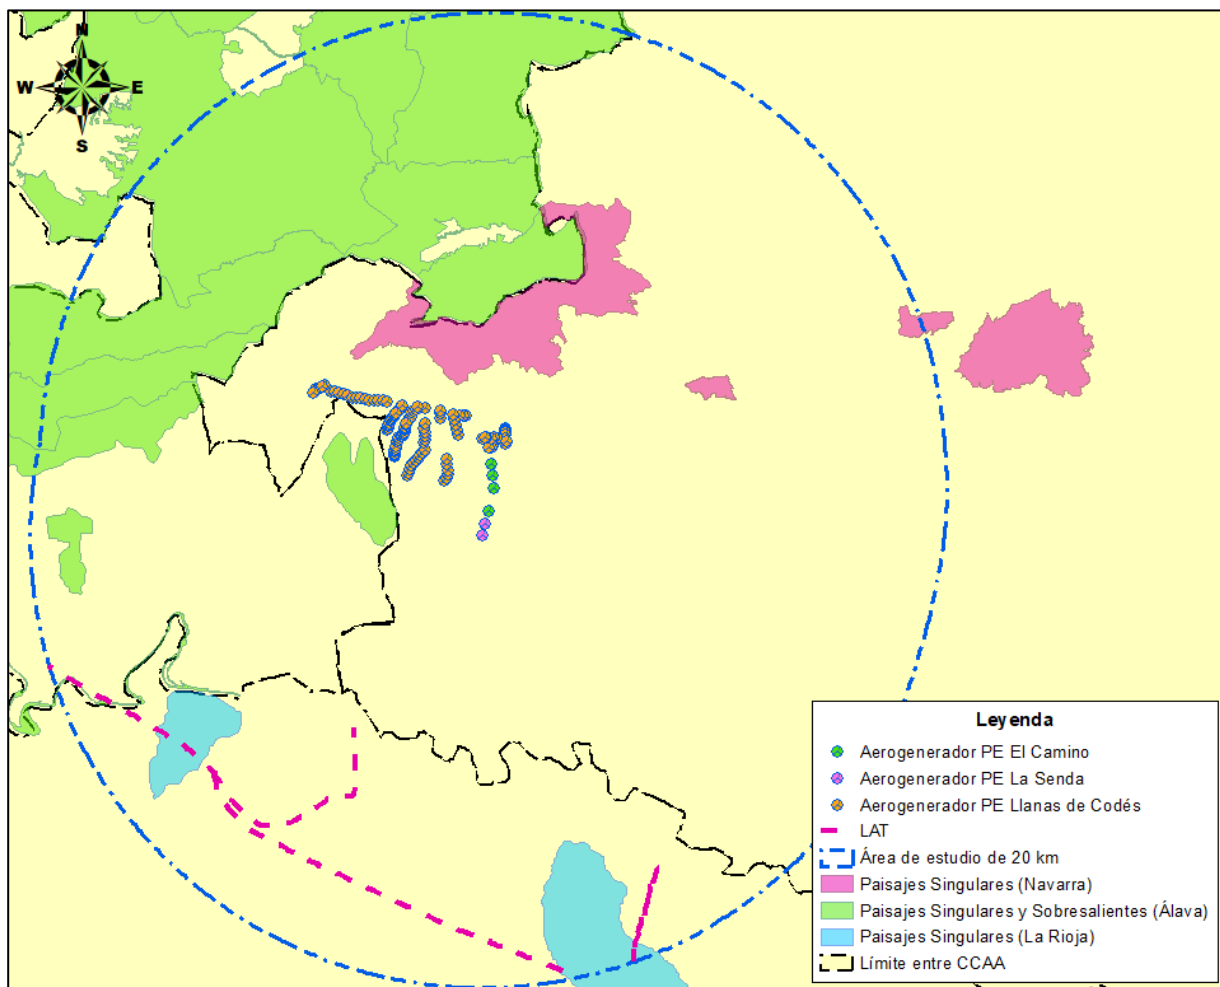 N
W
E
S
Leyenda
Aerogenerador PE El Camino
Aerogenerador PE La Senda
Aerogenerador PE Llanas de Codés
LAT
Área de estudio de 20 km
Paisajes Singulares (Navarra)
Paisajes Singulares y Sobresalientes (Álava)
Paisajes Singulares (La Rioja)
Límite entre CCAA